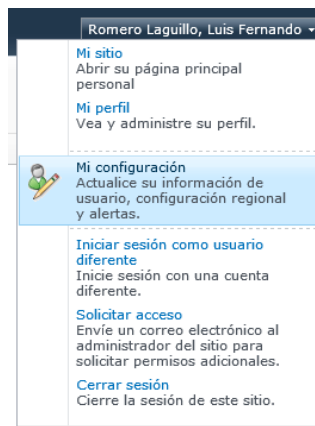 Romero Laguillo, Luis Fernando
Mi sitio
Abrir su página principal
personal
Mi perfil
Vea y administre su perfil.
Mi configuración
Actualice su información de
usuario, configuración regional
y alertas.
Iniciar sesión como usuario
diferente
Inicie sesión con una cuenta
diferente.
Solicitar acceso
Envíe un correo electrónico al
administrador del sitio para
solicitar permisos adicionales.
Cerrar sesión
Cierre la sesión de este sitio.